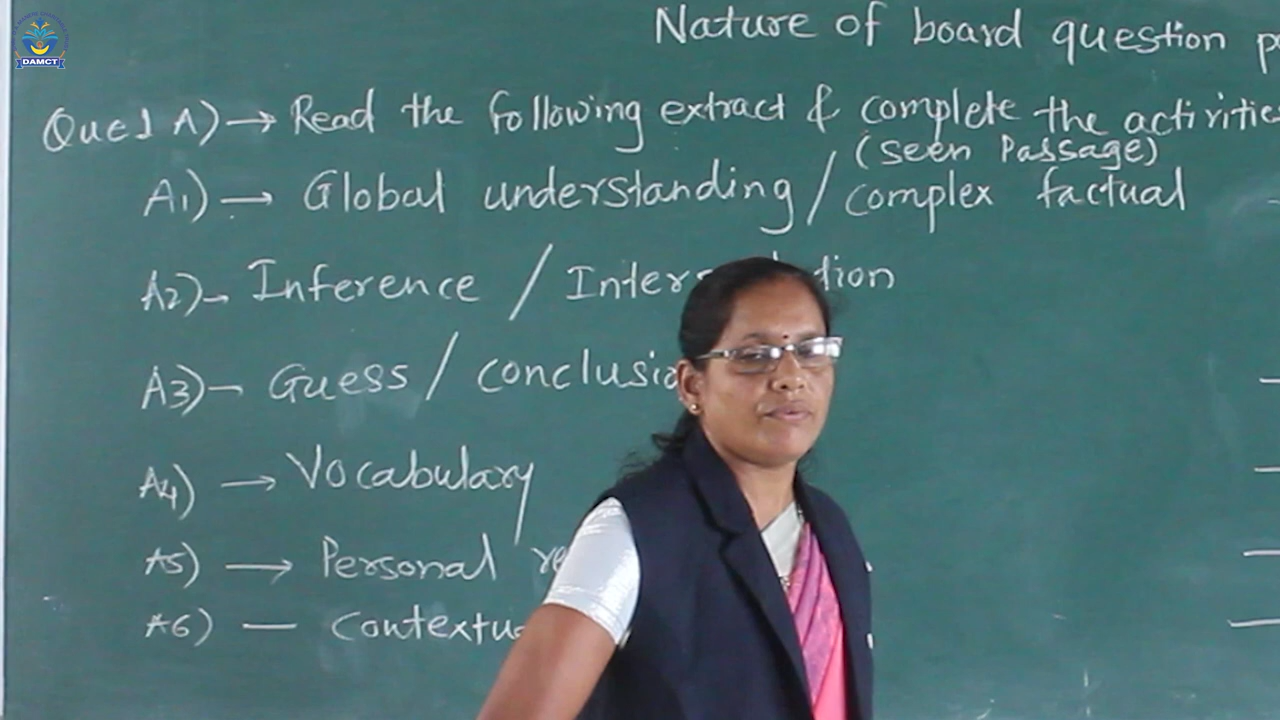 DAMCT
Nature of board question
Que 1 A) → Read the following extract & complete the activities
(seen Passage)
A1) → Global understanding / complex factual
A2) - Inference /
A3) - Guess / conclusio
A4) → Vocabulary
A5) → Personal re
A6) — Contextu